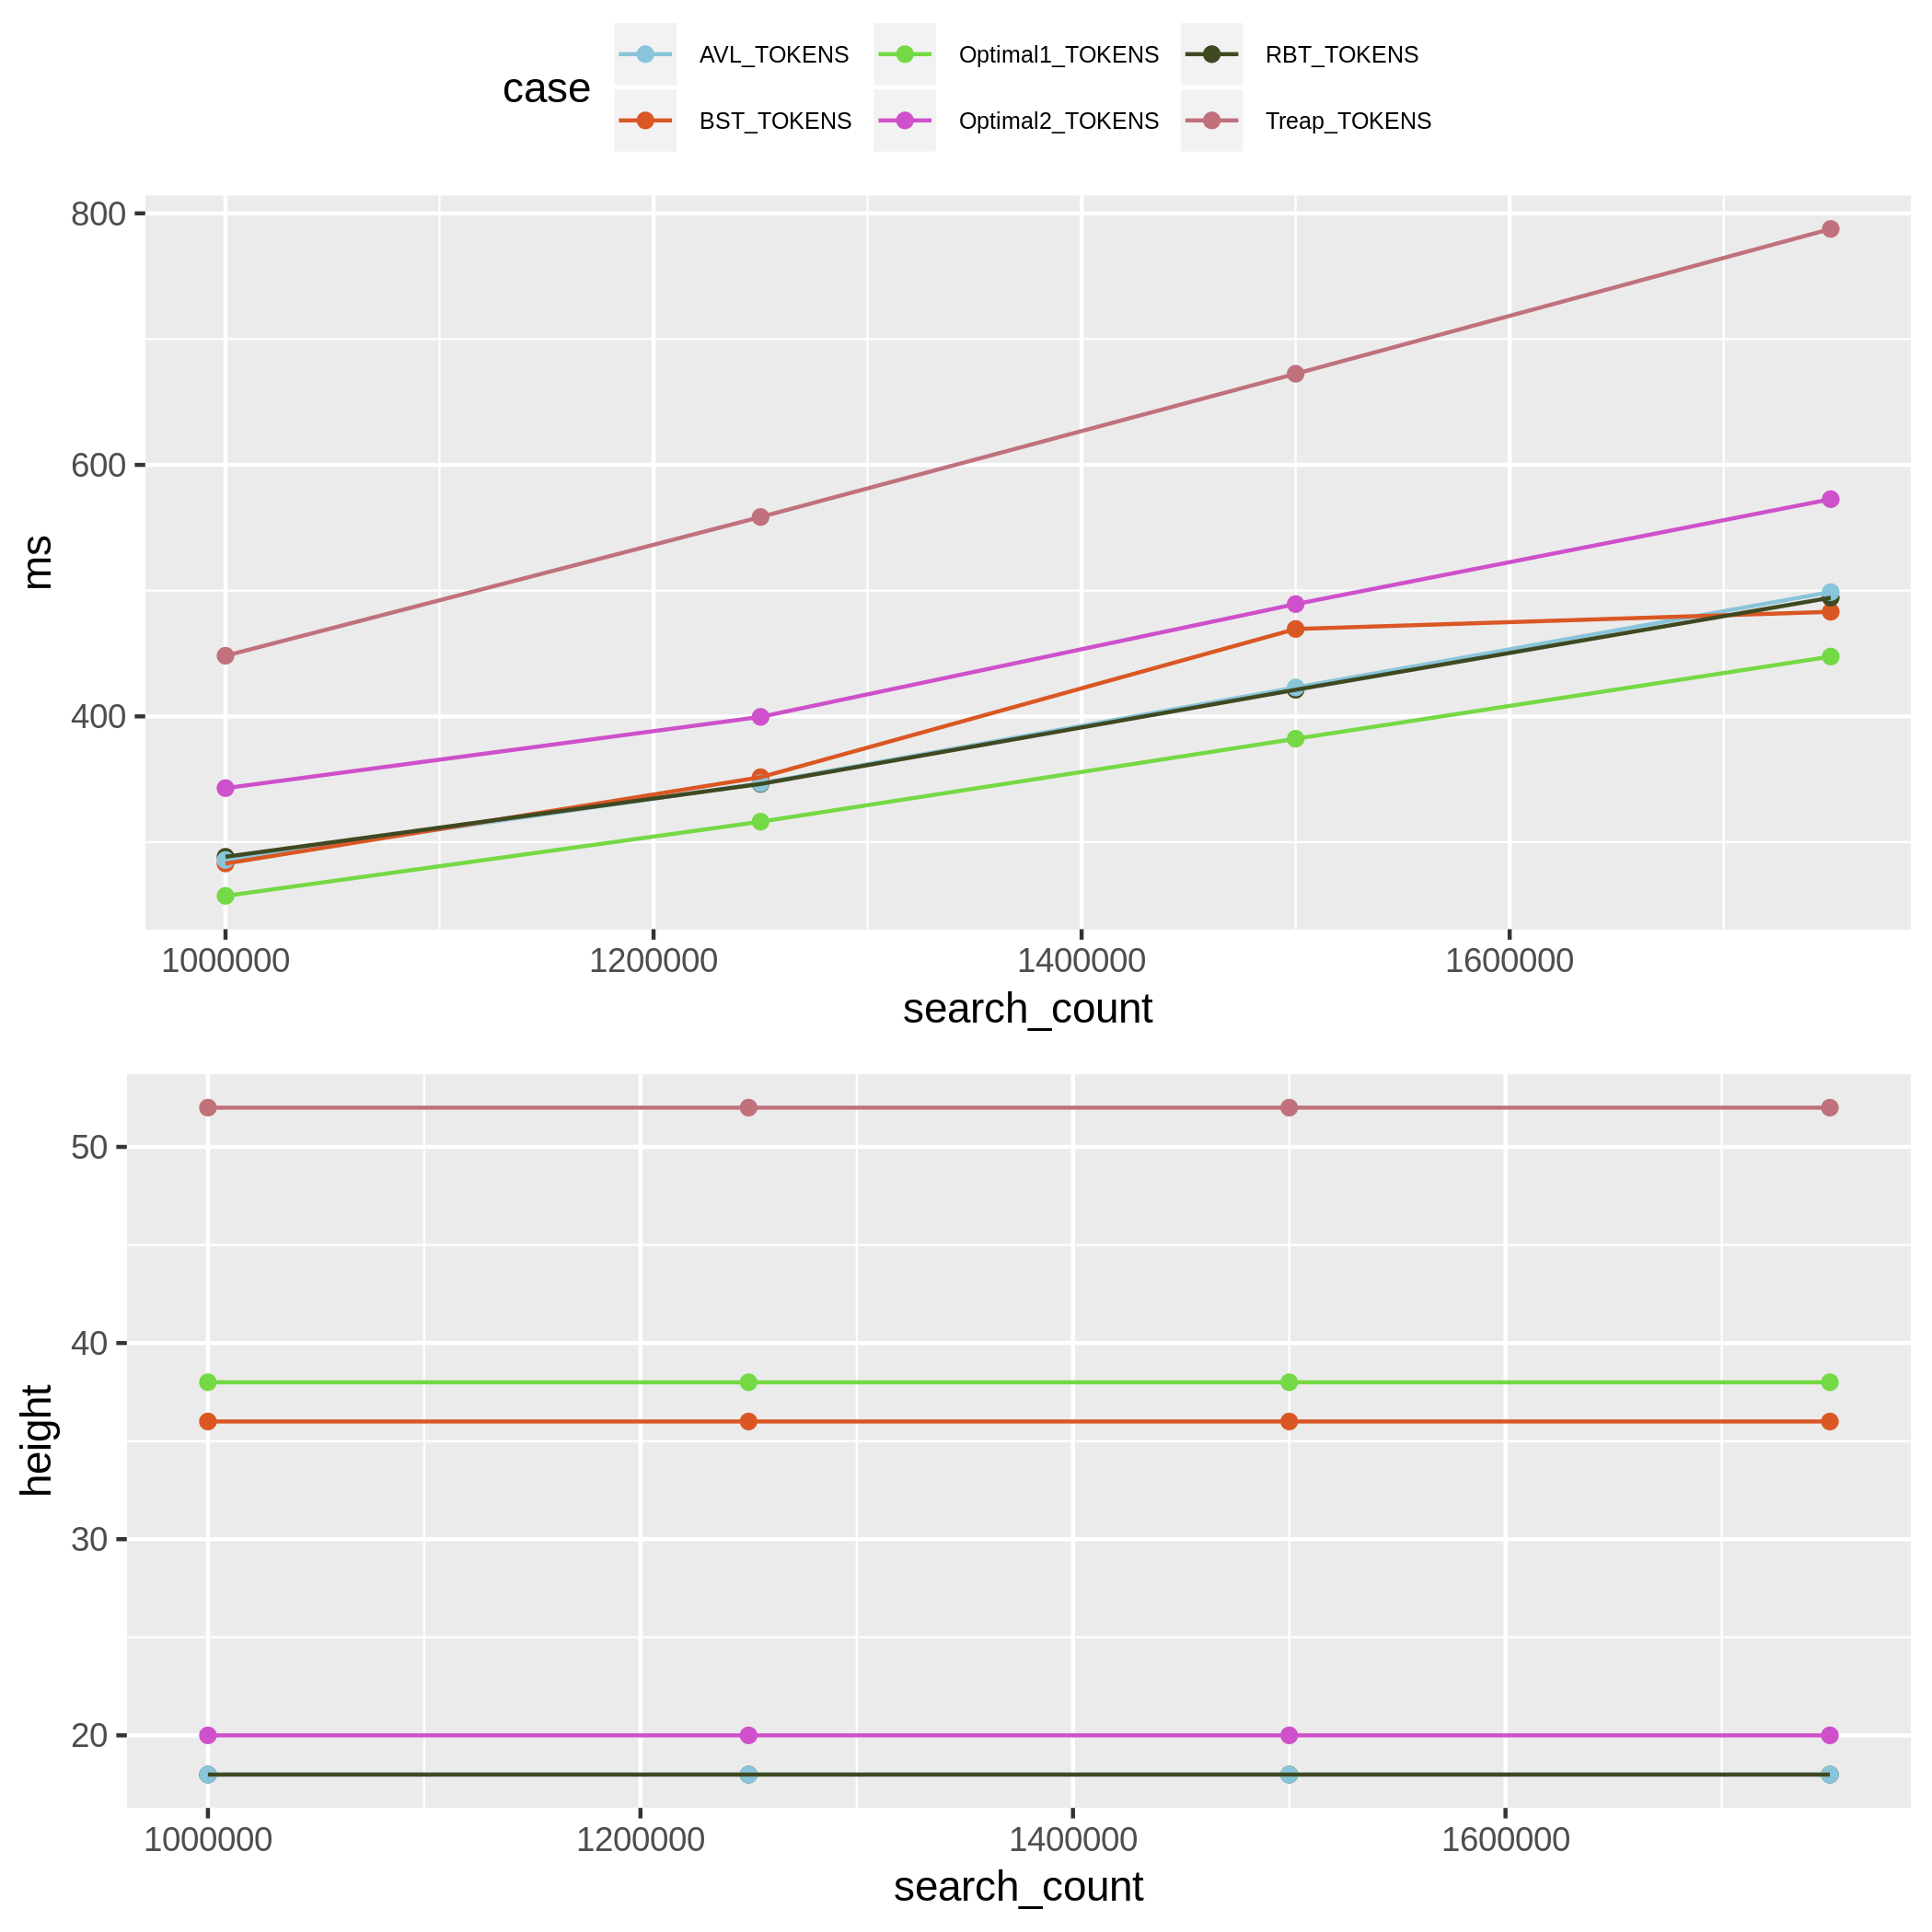 case
AVL_TOKENS
Optimal1_TOKENS
RBT_TOKENS
BST_TOKENS
Optimal2_TOKENS
Treap_TOKENS
800
600
400
ms
1000000
1200000
1400000
1600000
search_count
50
40
30
20
height
1000000
1200000
1400000
1600000
search_count